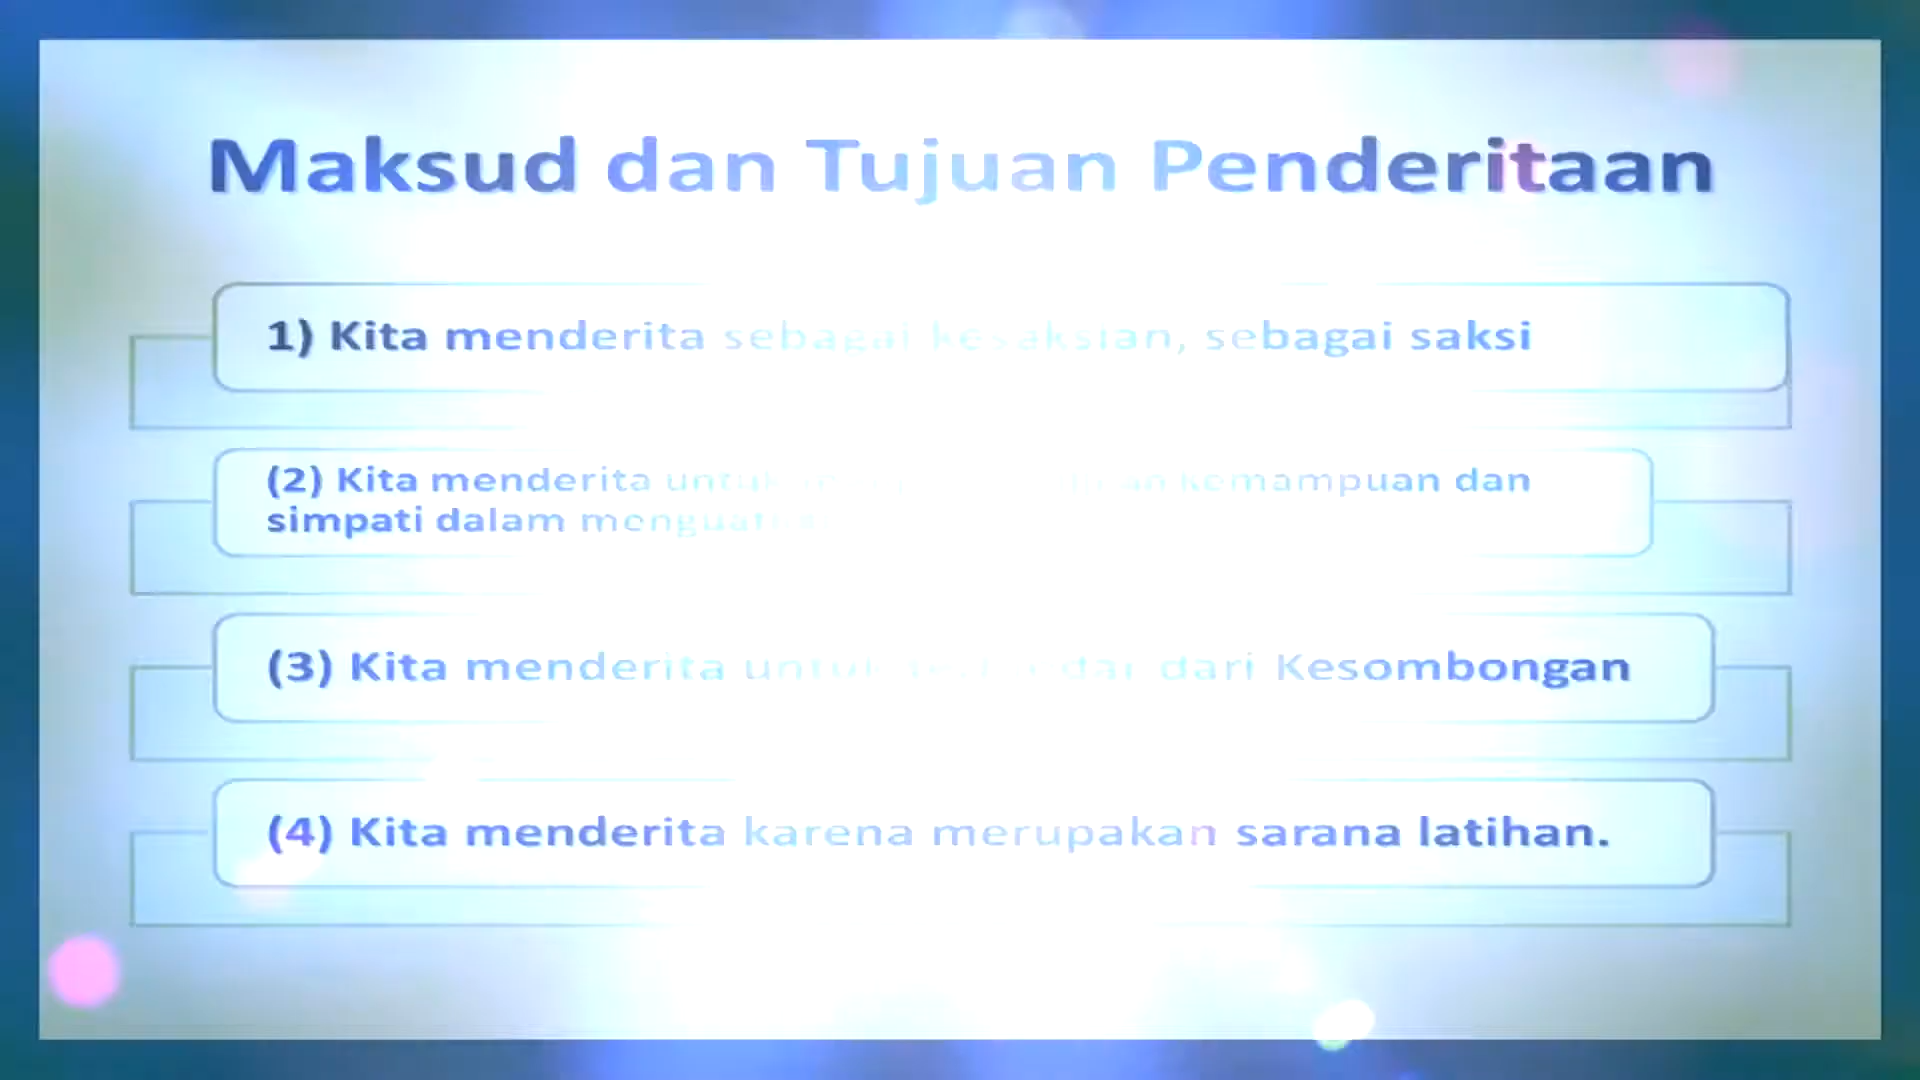 Maksud dan Tujuan Penderitaan
1) Kita menderita sebagai kesaksian, sebagai saksi
(2) Kita menderita untuk kemampuan dan
simpati dalam
(3) Kita menderita untuk dari Kesombongan
(4) Kita menderita karena merupakan sarana latihan.